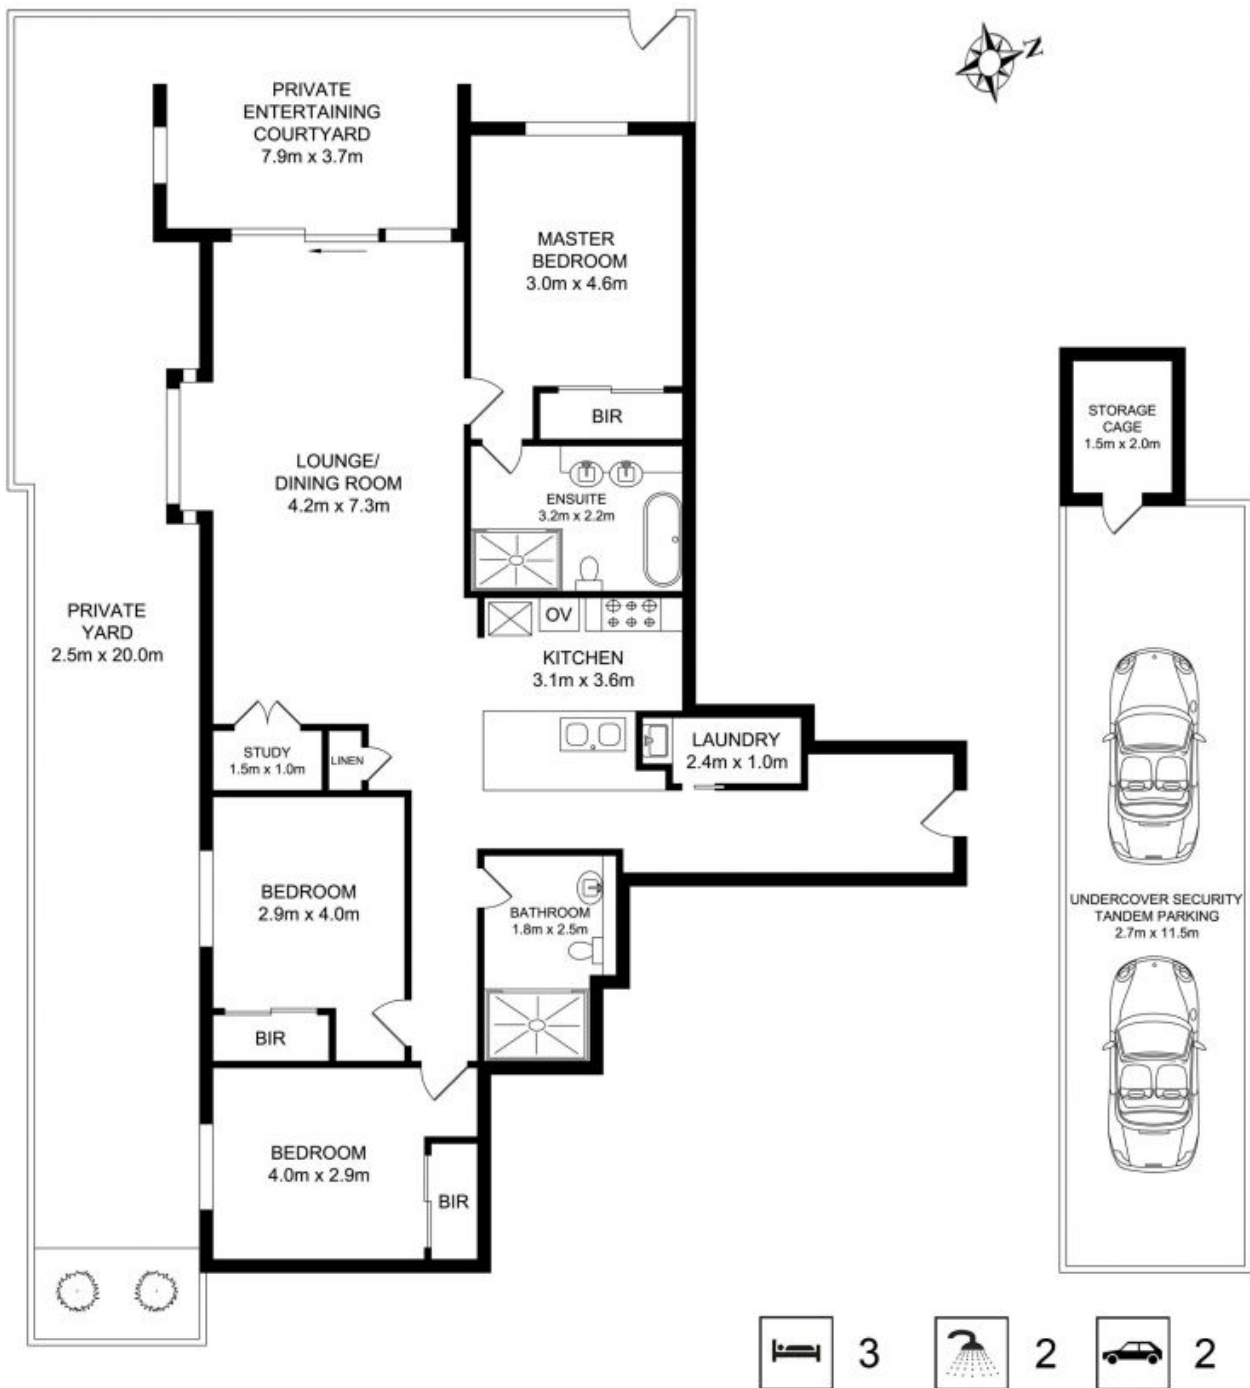 N
PRIVATE
ENTERTAINING
COURTYARD
7.9m x 3.7m
MASTER
BEDROOM
3.0m x 4.6m
BIR
STORAGE
CAGE
1.5m x 2.0m
LOUNGE/
DINING ROOM
4.2m x 7.3m
ENSUITE
3.2m x 2.2m
PRIVATE
YARD
2.5m x 20.0m
OV
KITCHEN
3.1m x 3.6m
STUDY
1.5m x 1.0m
LINEN
LAUNDRY
2.4m x 1.0m
BEDROOM
2.9m x 4.0m
BATHROOM
1.8m x 2.5m
UNDERCOVER SECURITY
TANDEM PARKING
2.7m x 11.5m
BIR
BEDROOM
4.0m x 2.9m
BIR
3
2
2